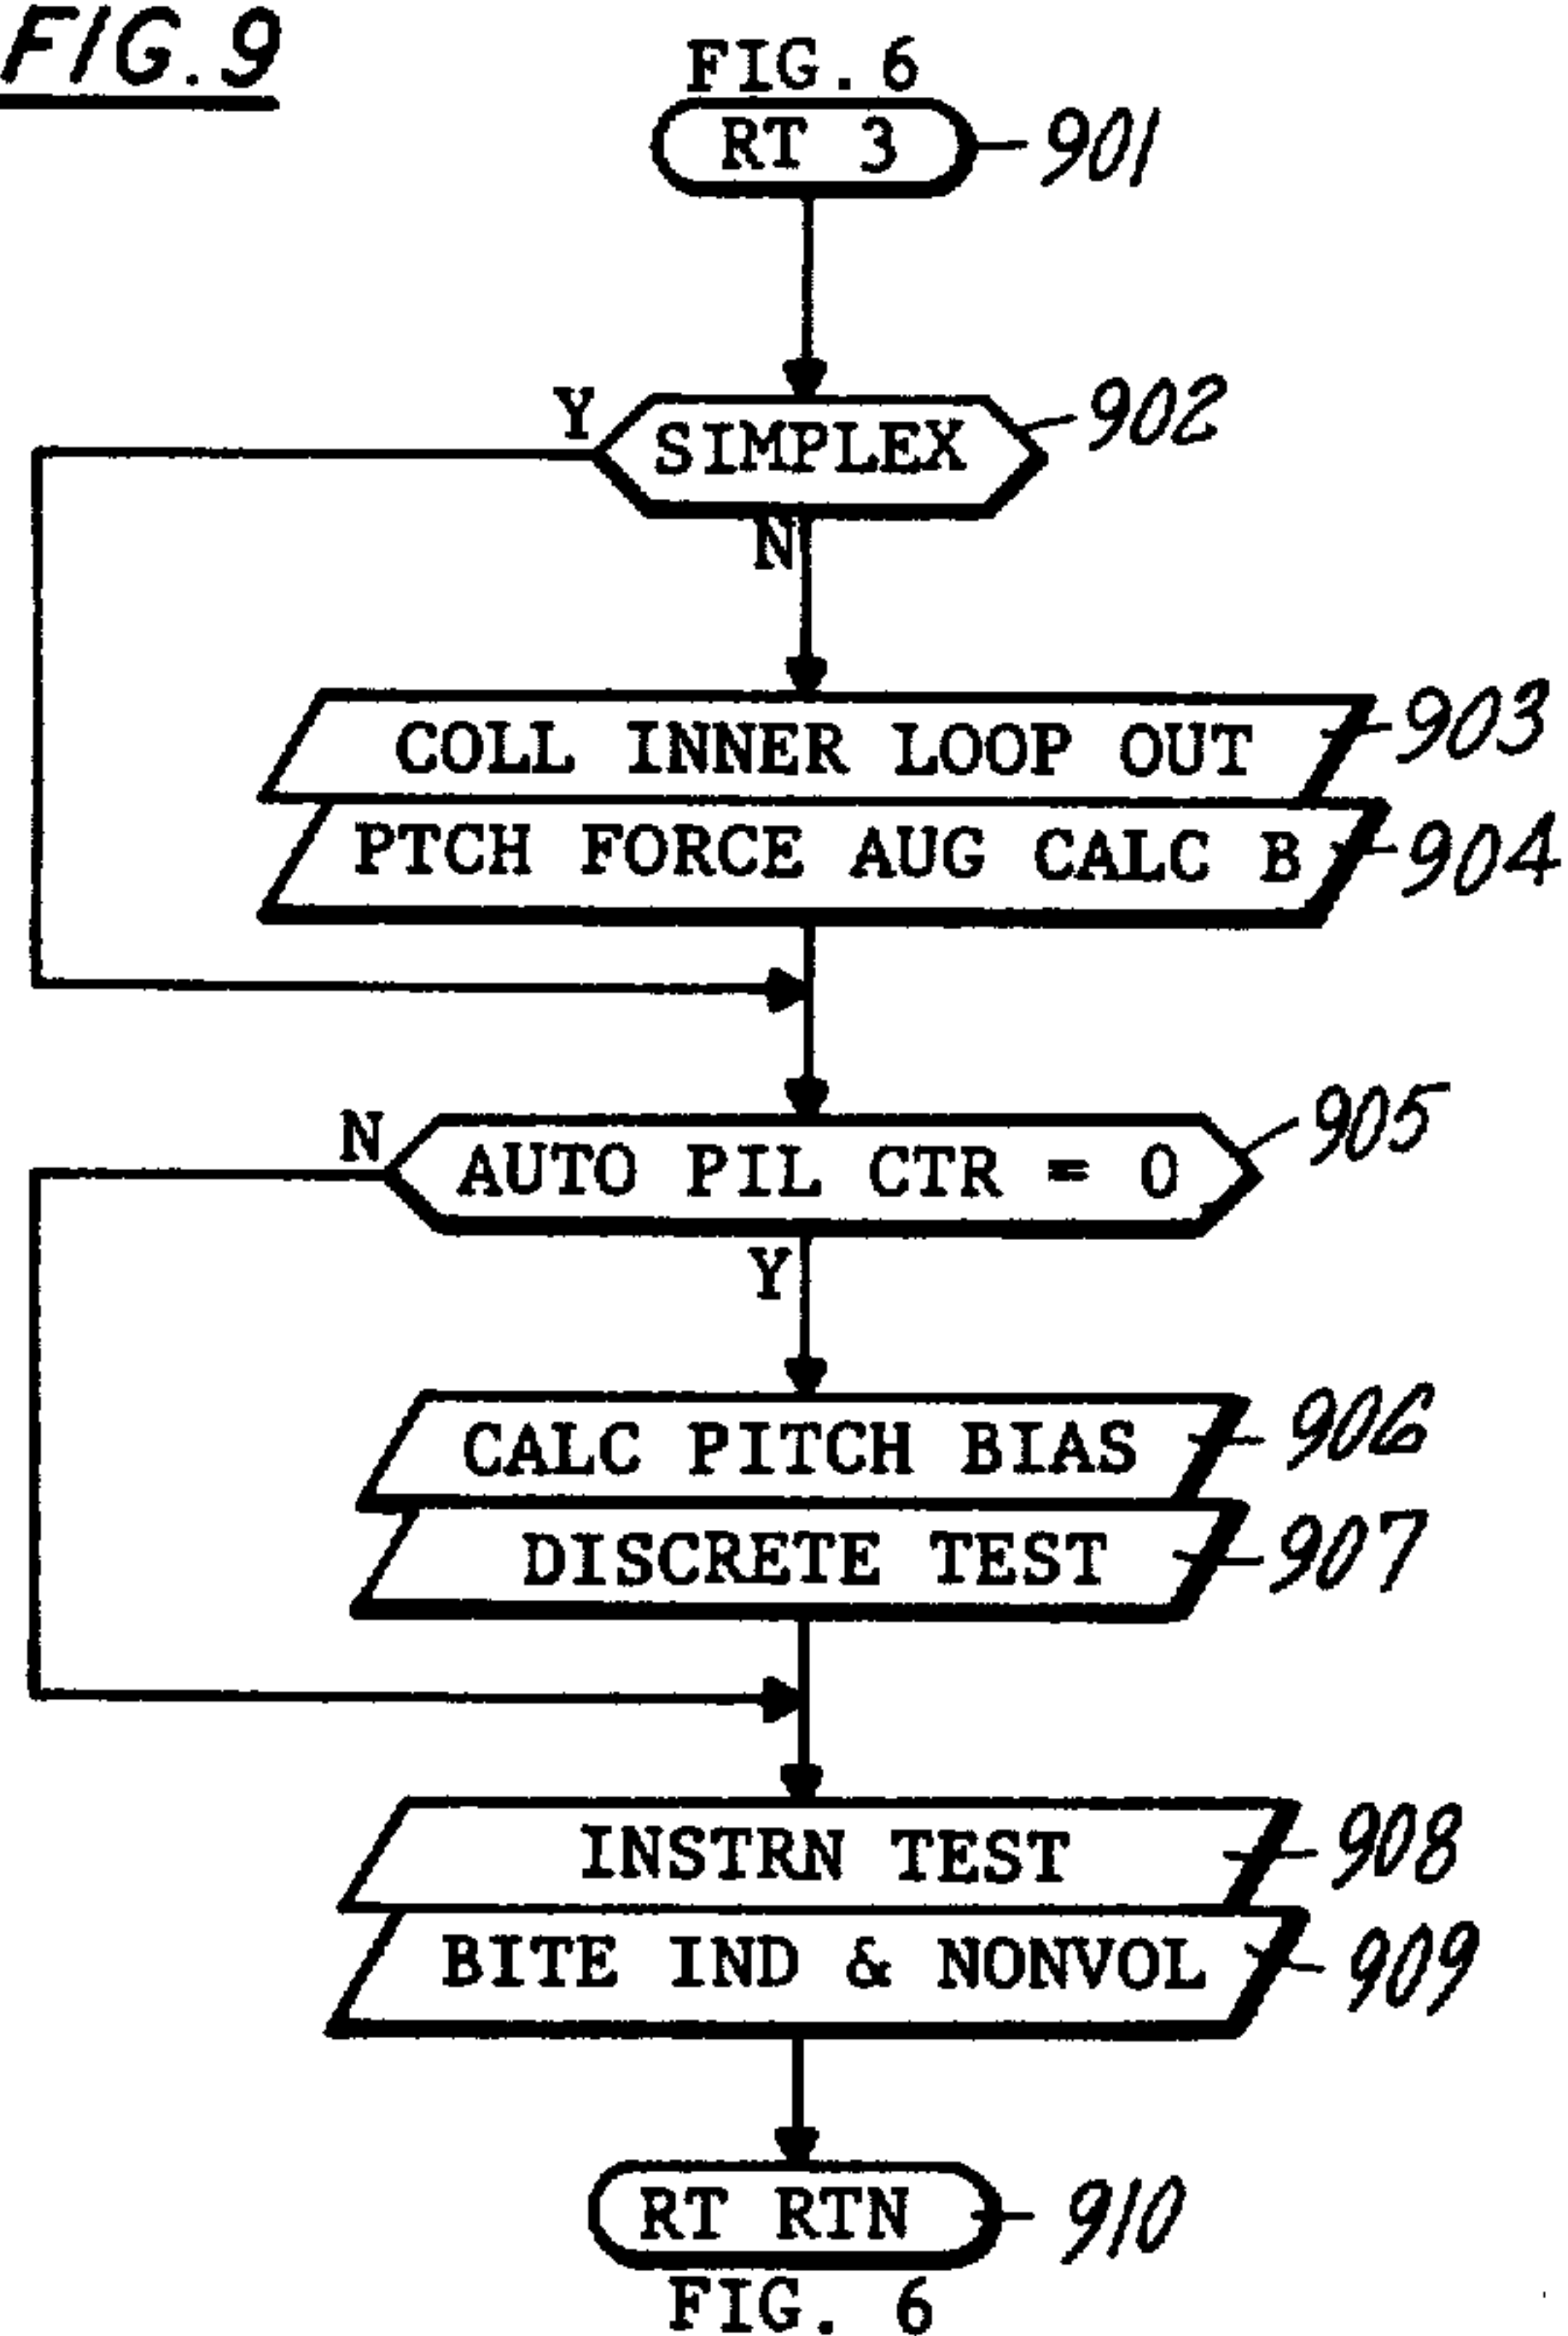 FIG. 9
FIG. 6
RT 3
901
Y
SIMPLEX
902
N
COLL INNER LOOP OUT
903
PTCH FORCE AUG CALC B
904
N
AUTO PIL CTR = 0
905
Y
CALC PITCH BIAS
906
DISCRETE TEST
907
INSTRN TEST
908
BITE IND & NONVOL
909
RT RTN
910
FIG. 6